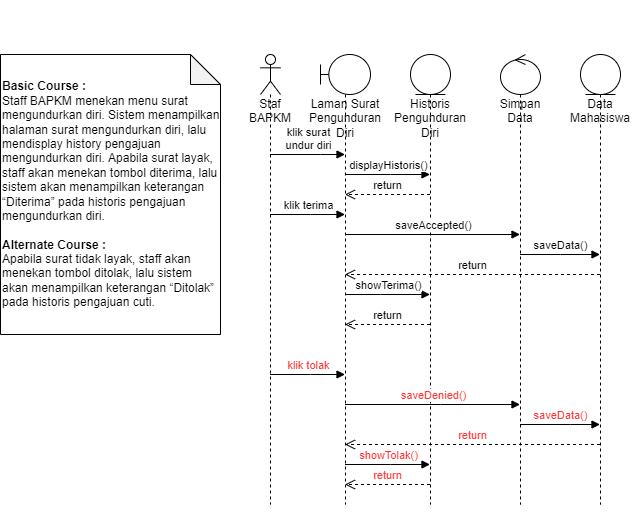 Basic Course :
Staff BAPKM menekan menu surat
mengundurkan diri. Sistem menampilkan
halaman surat mengundurkan diri, lalu
mendisplay history pengajuan
mengundurkan diri. Apabila surat layak,
staff akan menekan tombol diterima, lalu
sistem akan menampilkan keterangan
“Diterima” pada historis pengajuan
mengundurkan diri.
Alternate Course :
Apabila surat tidak layak, staff akan
menekan tombol ditolak, lalu sistem
akan menampilkan keterangan “Ditolak”
pada historis pengajuan cuti.
Staf
BAPKM
Laman Surat
Pengunduran
Diri
Historis
Pengunduran
Diri
Simpan
Data
Data
Mahasiswa
klik surat
undur diri
displayHistoris()
return
klik terima
saveAccepted()
saveData()
return
showTerima()
return
klik tolak
saveDenied()
saveData()
return
showTolak()
return